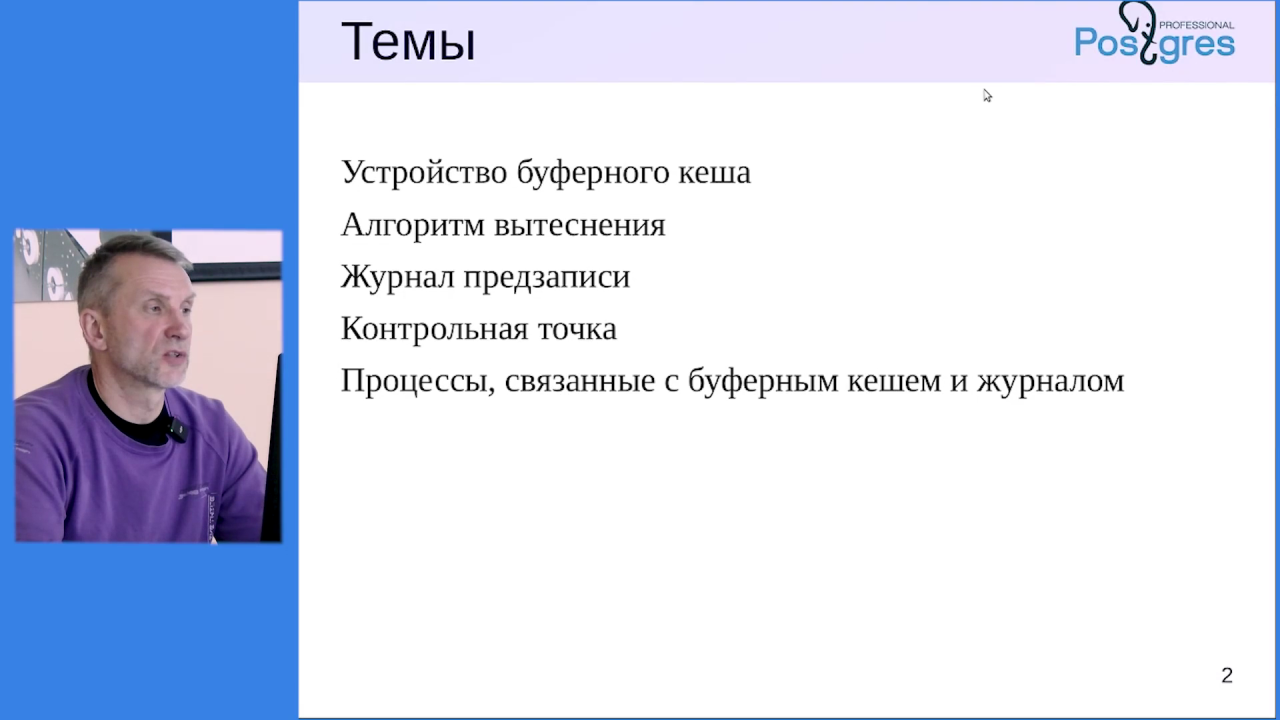 Темы
PROFESSIONAL
Postgres
Устройство буферного кеша
Алгоритм вытеснения
Журнал предзаписи
Контрольная точка
Процессы, связанные с буферным кешем и журналом
2